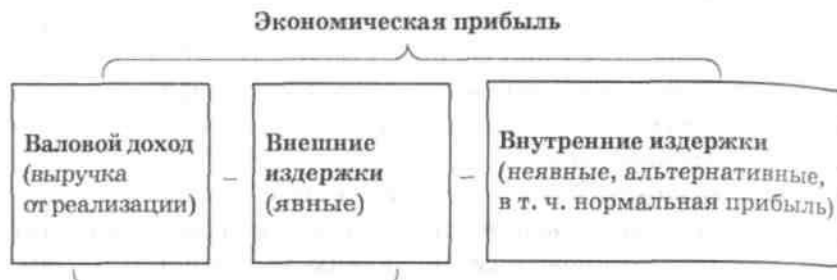 Экономическая прибыль
Валовой доход
(выручка
от реализации)
–
Внешние
издержки
(явные)
–
Внутренние издержки
(неявные, альтернативные,
в т. ч. нормальная прибыль)